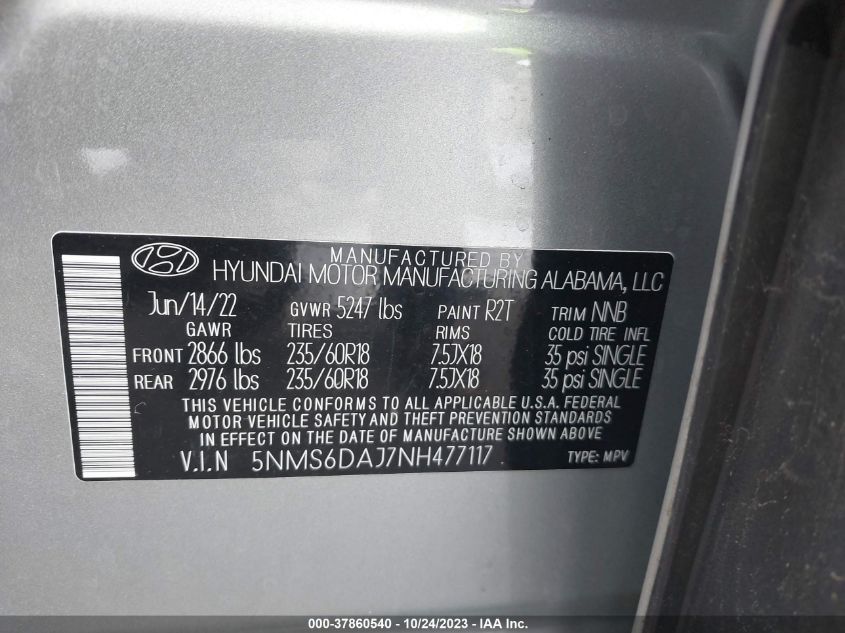 MANUFACTURED BY
HYUNDAI MOTOR MANUFACTURING ALABAMA, LLC
Jun/14/22 GVWR 5247 lbs PAINT R2T TRIM NNB
GAWR TIRES RIMS COLD TIRE INFL
FRONT 2866 lbs 235/60R18 7.5JX18 35 psi SINGLE
REAR 2976 lbs 235/60R18 7.5JX18 35 psi SINGLE
THIS VEHICLE CONFORMS TO ALL APPLICABLE U.S.A. FEDERAL
MOTOR VEHICLE SAFETY AND THEFT PREVENTION STANDARDS
IN EFFECT ON THE DATE OF MANUFACTURE SHOWN ABOVE
V.I.N 5NMS6DAJ7NH477117 TYPE: MPV
000-37860540 - 10/24/2023 - IAA Inc.